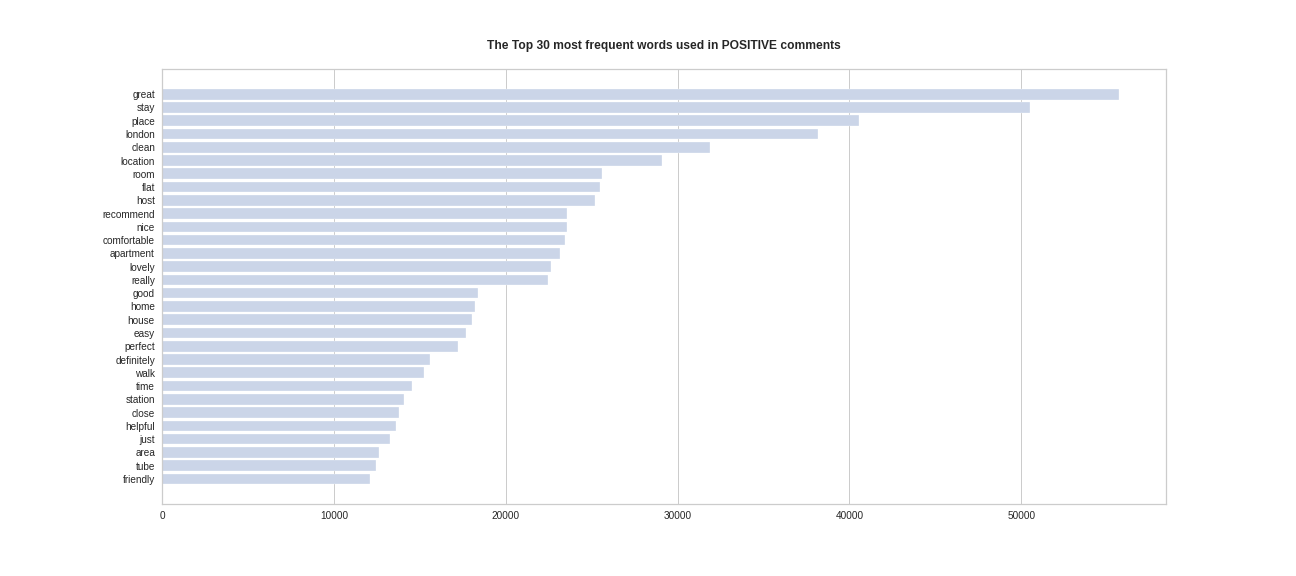 The Top 30 most frequent words used in POSITIVE comments
great
stay
place
london
clean
location
room
flat
host
recommend
nice
comfortable
apartment
lovely
really
good
home
house
easy
perfect
definitely
walk
time
station
close
helpful
just
area
tube
friendly
0 10000 20000 30000 40000 50000